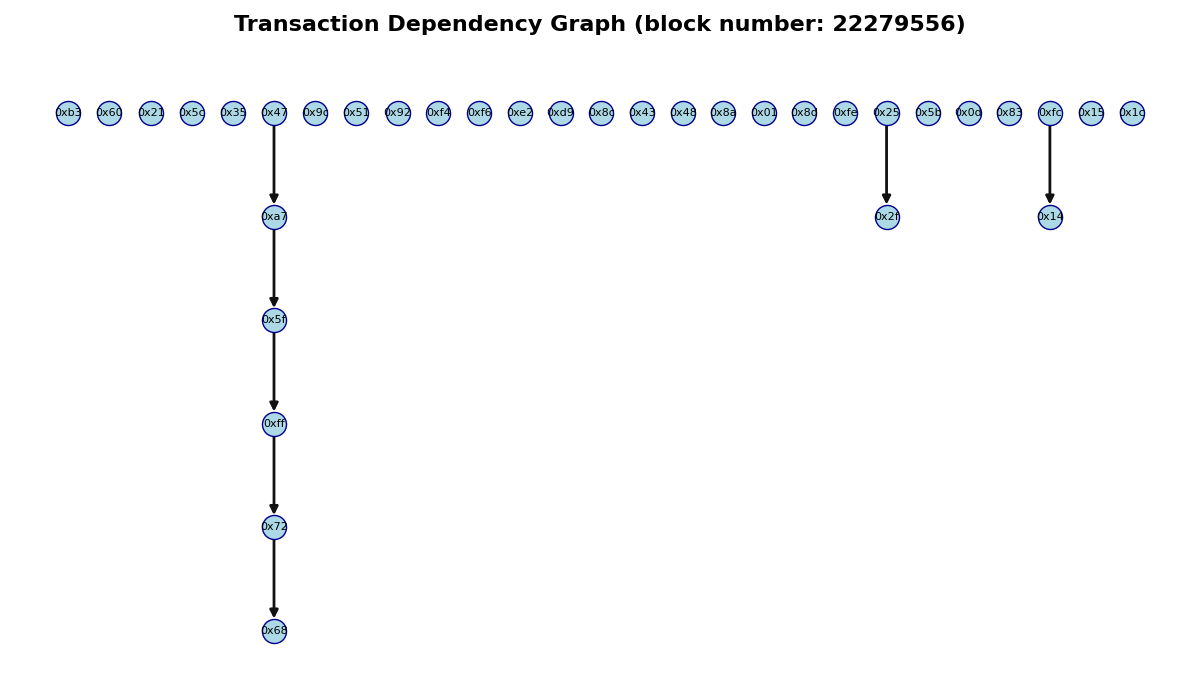 Transaction Dependency Graph (block number: 22279556)
0xb3 0x60 0x21 0x5c 0x35 0x47 0x9c 0x51 0x92 0xf4 0xf6 0xe2 0xd9 0x8c 0x43 0x48 0x8a 0x01 0x8d 0xfe 0x25 0x5b 0x0d 0x83 0xfc 0x15 0x1c
0xa7 0x2f 0x14
0x5f
0xff
0x72
0x68